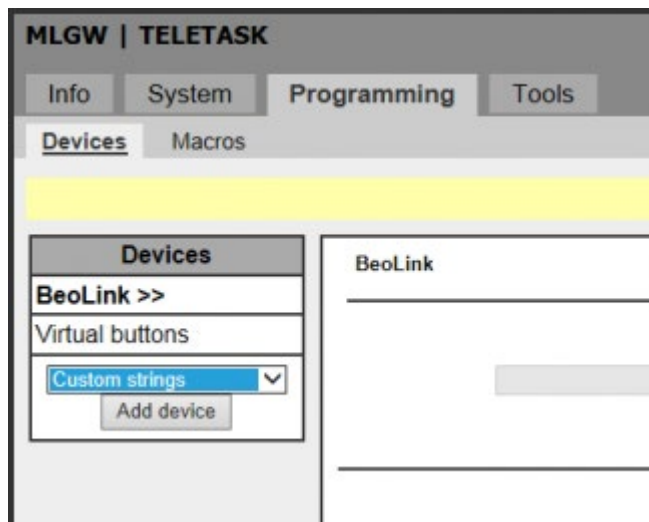 MLGW | TELETASK
Info System Programming Tools
Devices Macros
Devices
BeoLink >>
Virtual buttons
Custom strings
Add device
BeoLink